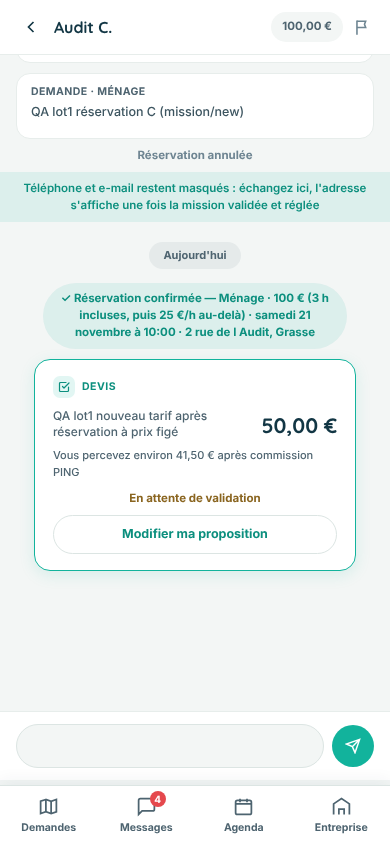 Audit C.
100,00 €
DEMANDE · MÉNAGE
QA lot1 réservation C (mission/new)
Réservation annulée
Téléphone et e-mail restent masqués : échangez ici, l'adresse
s'affiche une fois la mission validée et réglée
Aujourd'hui
✓ Réservation confirmée — Ménage · 100 € (3 h
incluses, puis 25 €/h au-delà) · samedi 21
novembre à 10:00 · 2 rue de l Audit, Grasse
DEVIS
QA lot1 nouveau tarif après
réservation à prix figé
50,00 €
Vous percevez environ 41,50 € après commission
PING
En attente de validation
Modifier ma proposition
4
Demandes
Messages
Agenda
Entreprise